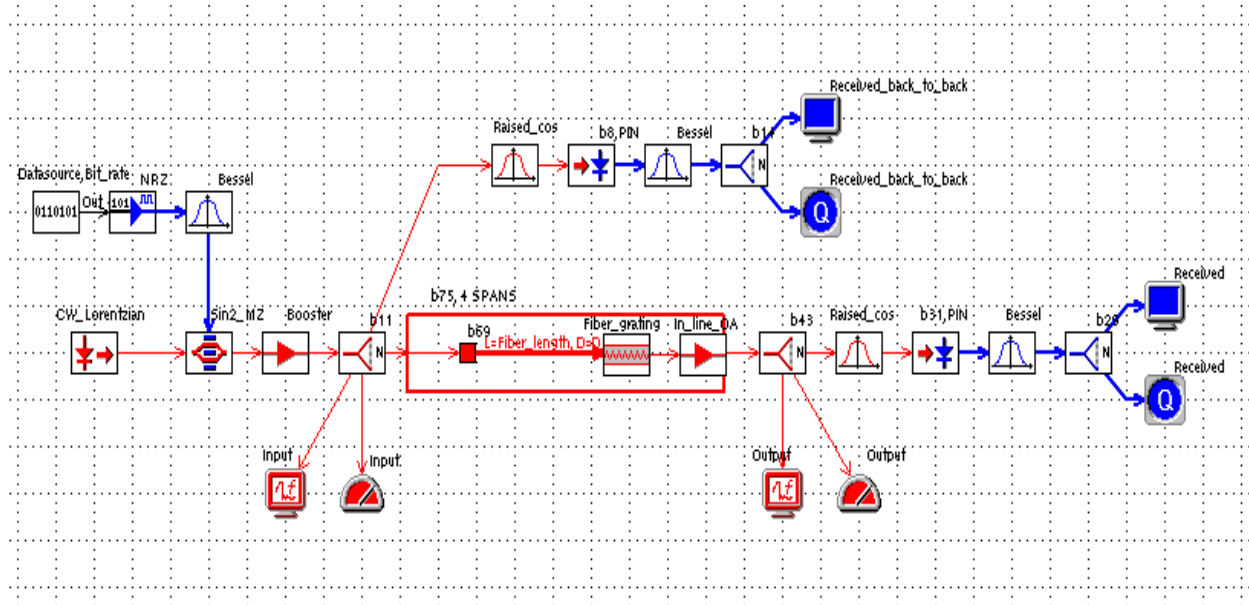 Received_back_to_back
Raised_cos
b8,PIN
Bessel
b14
N
Received_back_to_back
Q
Datasource,Bit_rate
NRZ
Bessel
0110101
Out
101
Received
b75, 4 SPANS
CW_Lorentzian
Sin2_MZ
Booster
b11
N
b69
L=Fiber_length, D=D
Fiber_grating
In_line_OA
b43
N
Raised_cos
b31,PIN
Bessel
b29
N
Received
Q
Input
Input
Output
Output